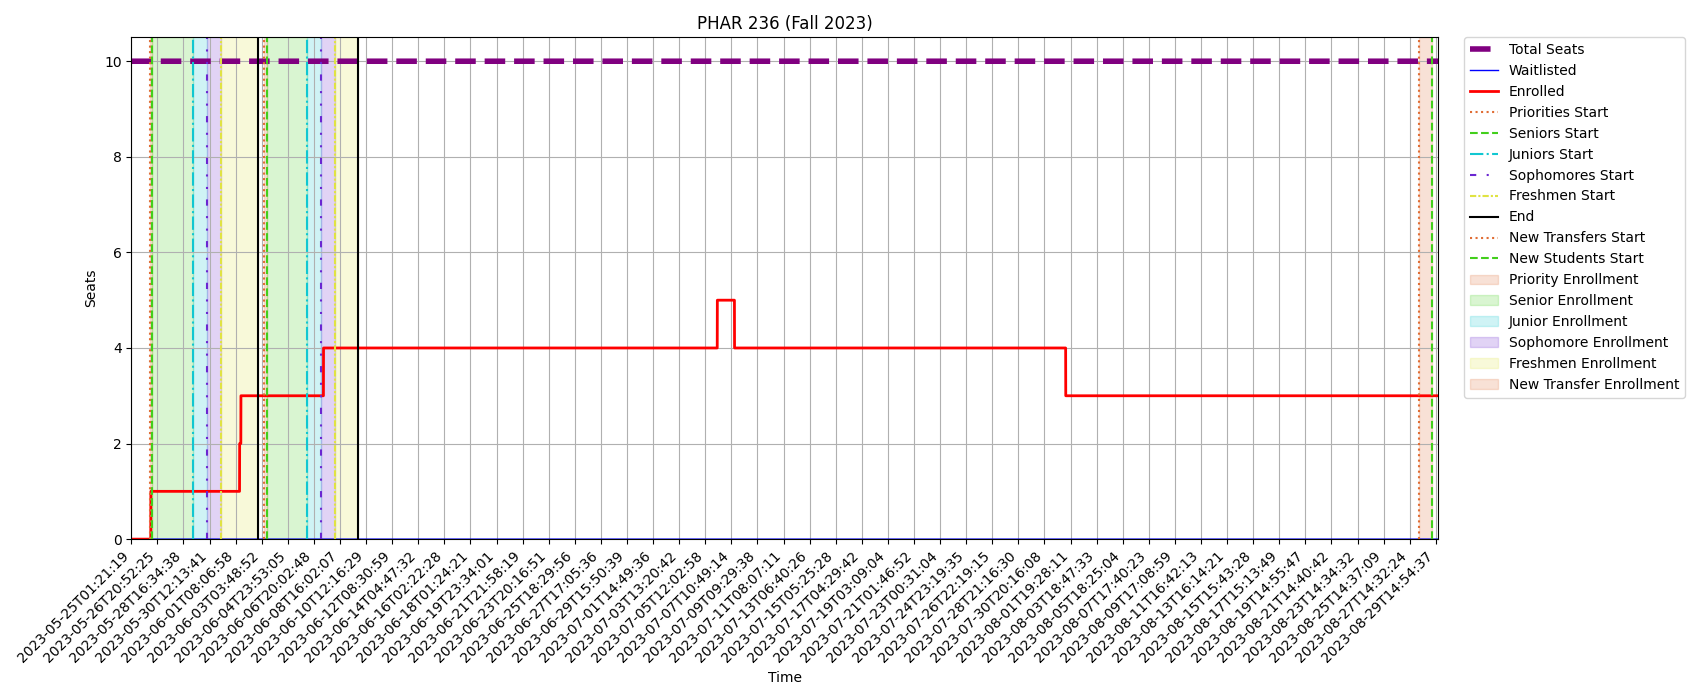 PHAR 236 (Fall 2023)
10
8
6
4
2
0
Seats
2023-05-25T01:21:19
2023-05-26T20:52:25
2023-05-28T16:34:38
2023-05-30T12:13:41
2023-06-01T08:06:58
2023-06-03T03:48:52
2023-06-04T23:53:05
2023-06-06T20:02:48
2023-06-08T16:02:07
2023-06-10T12:16:29
2023-06-12T08:30:59
2023-06-14T04:47:32
2023-06-16T02:22:28
2023-06-18T01:24:21
2023-06-19T23:34:01
2023-06-21T21:58:19
2023-06-23T20:16:51
2023-06-25T18:29:56
2023-06-27T17:05:36
2023-06-29T15:50:39
2023-07-01T14:49:36
2023-07-03T13:20:42
2023-07-05T12:02:58
2023-07-07T10:49:14
2023-07-09T09:29:38
2023-07-11T08:07:11
2023-07-13T06:40:26
2023-07-15T05:25:28
2023-07-17T04:29:42
2023-07-19T03:09:04
2023-07-21T01:46:52
2023-07-23T00:31:04
2023-07-24T23:19:35
2023-07-26T22:19:15
2023-07-28T21:16:30
2023-07-30T20:16:08
2023-08-01T19:28:11
2023-08-03T18:47:33
2023-08-05T18:25:04
2023-08-07T17:40:23
2023-08-09T17:08:59
2023-08-11T16:42:13
2023-08-13T16:14:21
2023-08-15T15:43:28
2023-08-17T15:13:49
2023-08-19T14:55:47
2023-08-21T14:40:42
2023-08-23T14:34:32
2023-08-25T14:37:09
2023-08-27T14:32:24
2023-08-29T14:54:37
Time
Total Seats
Waitlisted
Enrolled
Priorities Start
Seniors Start
Juniors Start
Sophomores Start
Freshmen Start
End
New Transfers Start
New Students Start
Priority Enrollment
Senior Enrollment
Junior Enrollment
Sophomore Enrollment
Freshmen Enrollment
New Transfer Enrollment